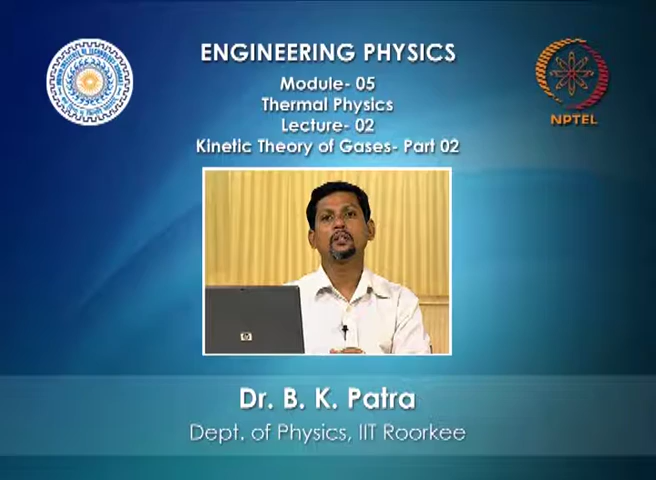 ENGINEERING PHYSICS
Module- 05
Thermal Physics
Lecture- 02
Kinetic Theory of Gases- Part 02
NPTEL
hp
Dr. B. K. Patra
Dept. of Physics, IIT Roorkee